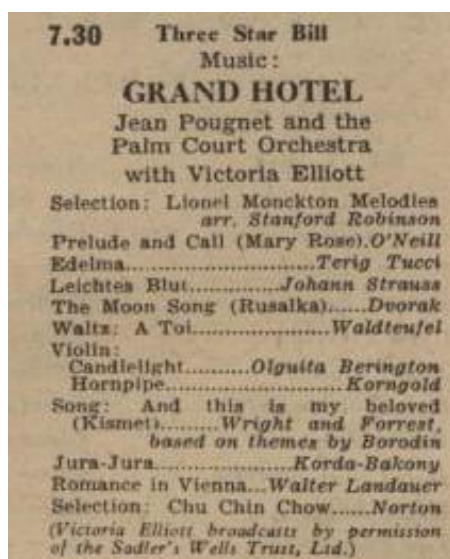 7.30 Three Star Bill
Music:
GRAND HOTEL
Jean Pougnet and the
Palm Court Orchestra
with Victoria Elliott
Selection: Lionel Monckton Melodies
arr. Stanford Robinson
Prelude and Call (Mary Rose).O'Neill
Edelma............................Terig Tucci
Leichtes Blut..............Johann Strauss
The Moon Song (Rusalka)......Dvorak
Waltz: A Toi.....................Waldteufel
Violin:
Candlelight..........Olguita Berington
Hornpipe...........................Korngold
Song: And this is my beloved
(Kismet).........Wright and Forrest,
based on themes by Borodin
Jura-Jura.....................Korda-Bakony
Romance in Vienna...Walter Landauer
Selection: Chu Chin Chow......Norton
(Victoria Elliott broadcasts by permission
of the Sadler's Wells Trust, Ltd.)